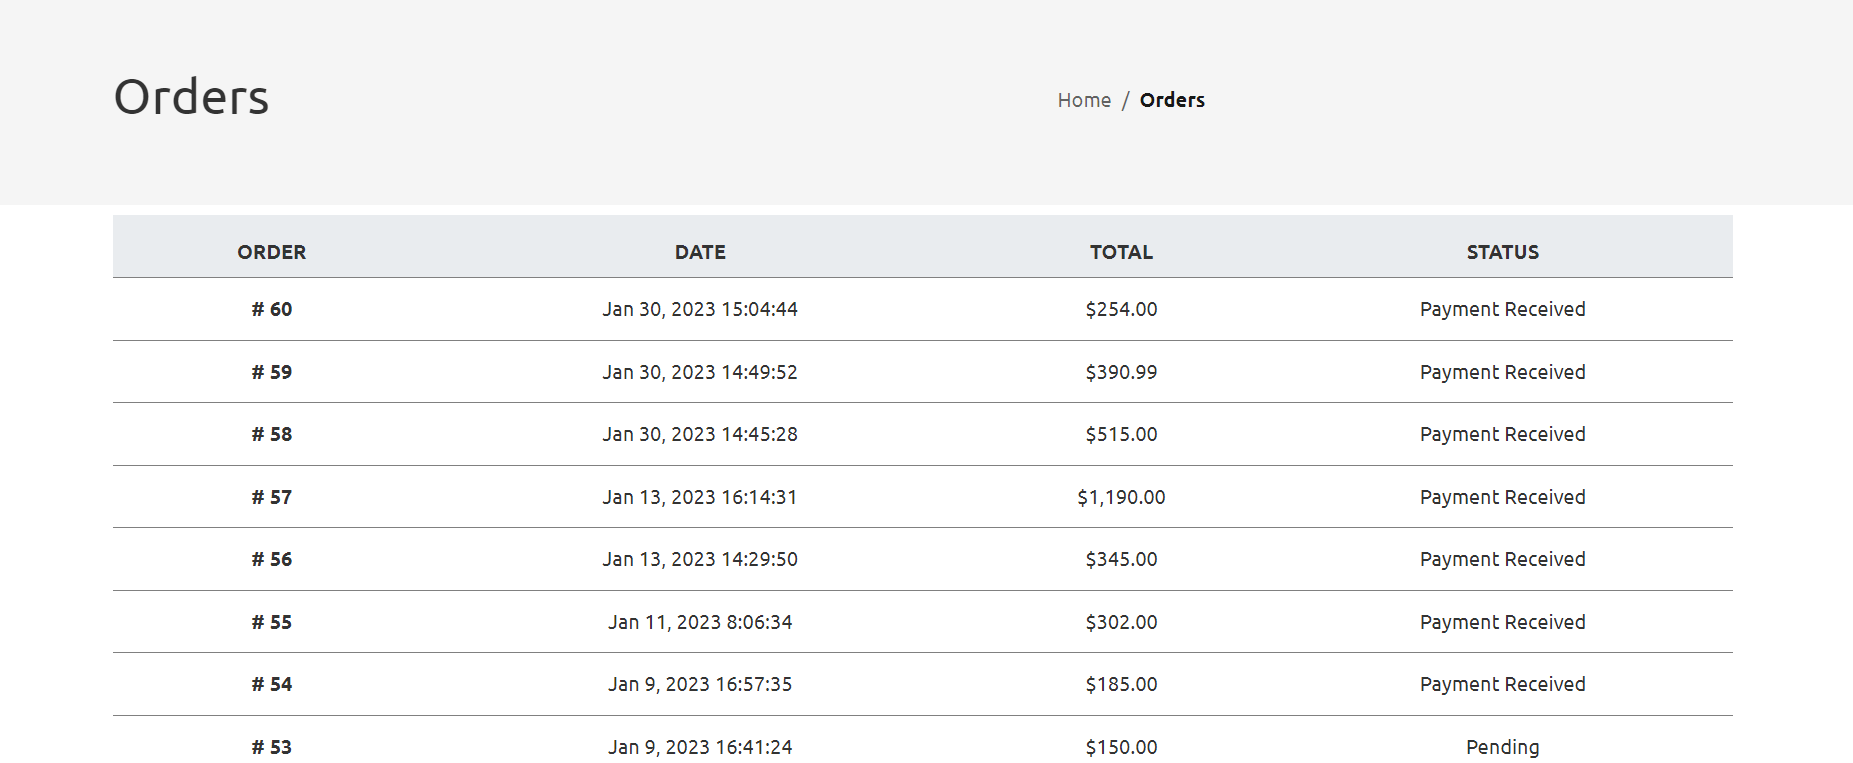 Orders
Home / Orders
ORDER DATE TOTAL STATUS
# 60 Jan 30, 2023 15:04:44 $254.00 Payment Received
# 59 Jan 30, 2023 14:49:52 $390.99 Payment Received
# 58 Jan 30, 2023 14:45:28 $515.00 Payment Received
# 57 Jan 13, 2023 16:14:31 $1,190.00 Payment Received
# 56 Jan 13, 2023 14:29:50 $345.00 Payment Received
# 55 Jan 11, 2023 8:06:34 $302.00 Payment Received
# 54 Jan 9, 2023 16:57:35 $185.00 Payment Received
# 53 Jan 9, 2023 16:41:24 $150.00 Pending